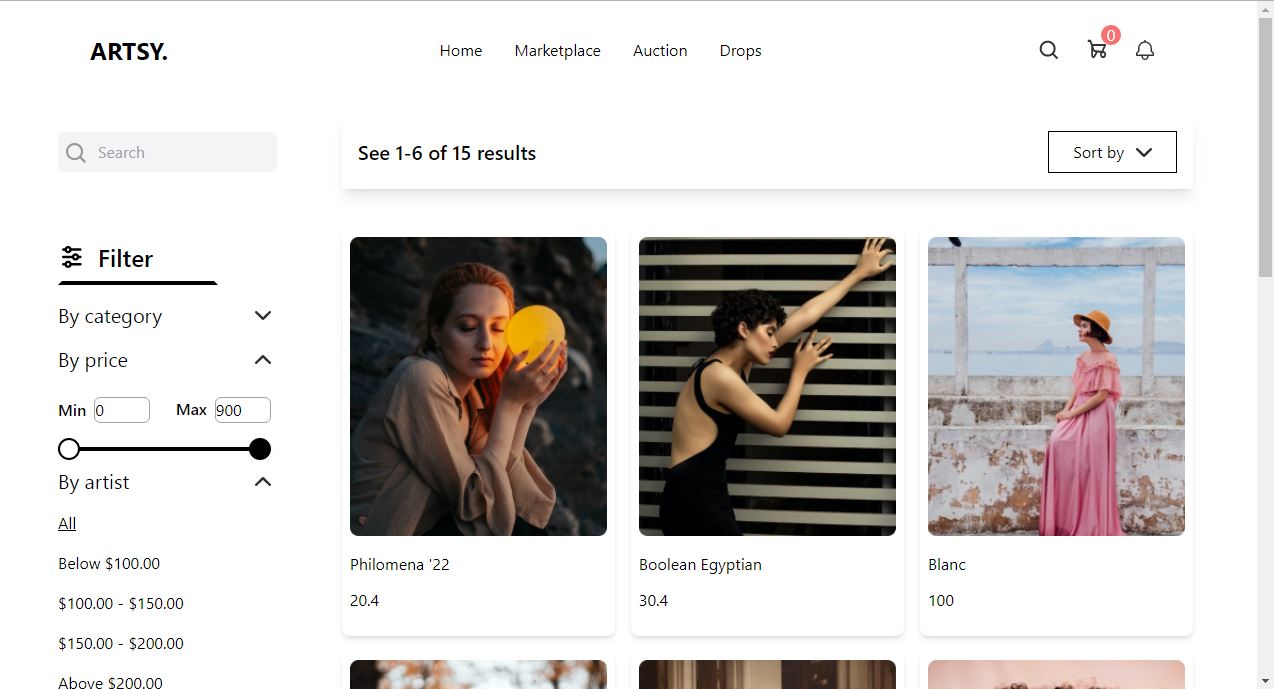 ARTSY.
Home Marketplace Auction Drops
0
Search
See 1-6 of 15 results
Sort by
Filter
By category
By price
Min 0 Max 900
By artist
All
Below $100.00
$100.00 - $150.00
$150.00 - $200.00
Above $200.00
Philomena '22
20.4
Boolean Egyptian
30.4
Blanc
100